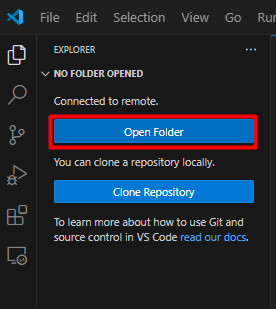 File Edit Selection View Go Run
EXPLORER
NO FOLDER OPENED
Connected to remote.
Open Folder
You can clone a repository locally.
Clone Repository
To learn more about how to use Git and
source control in VS Code read our docs.